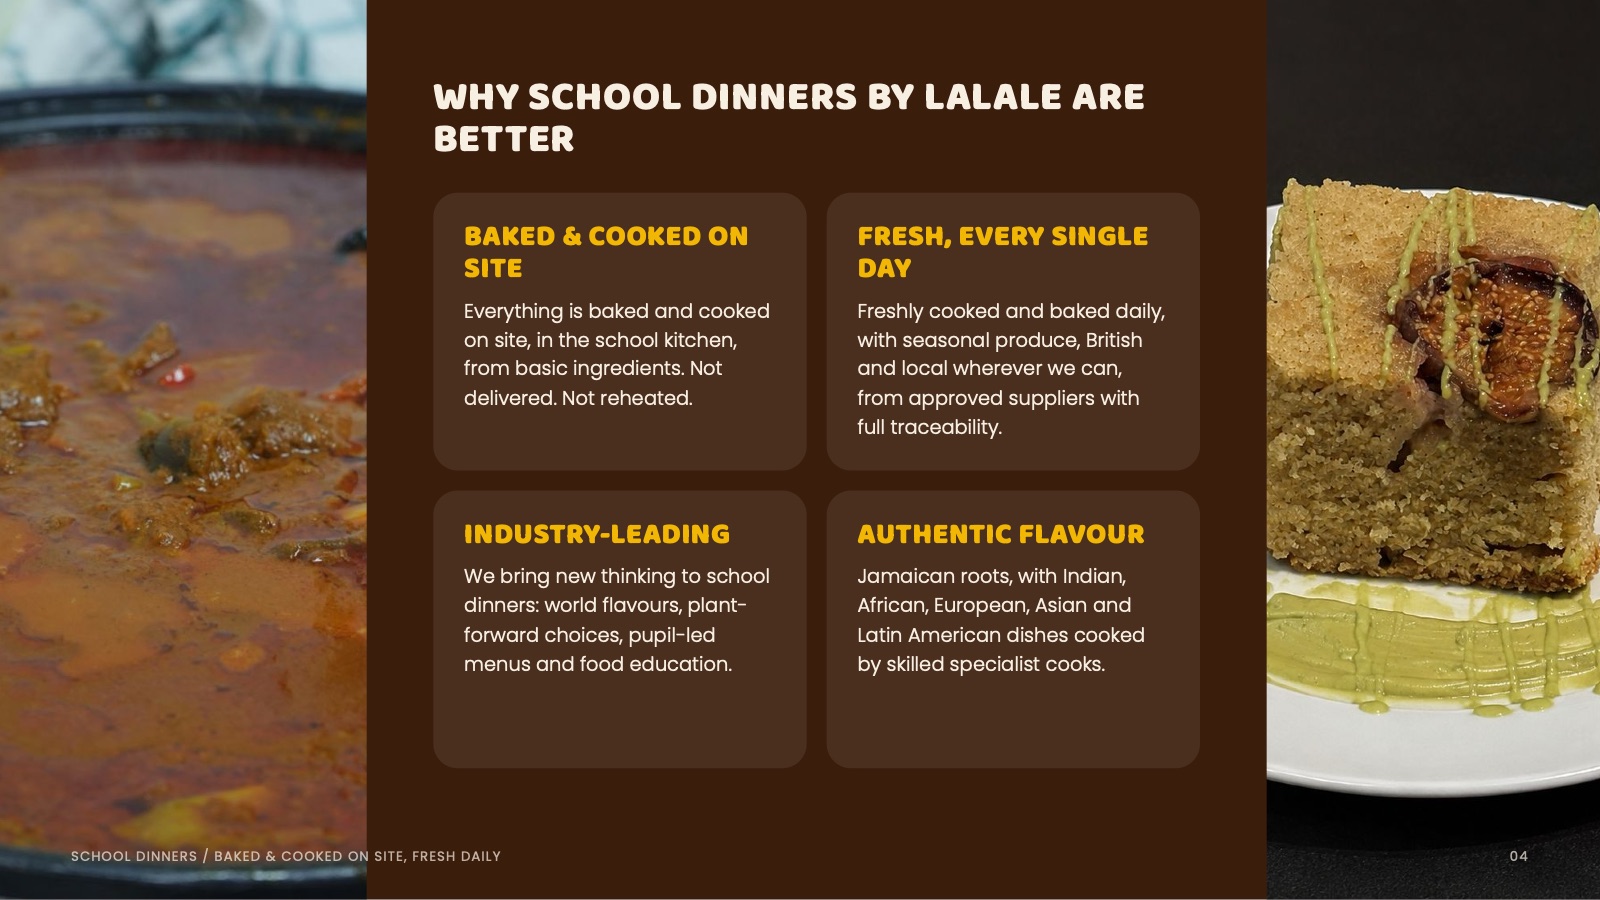 WHY SCHOOL DINNERS BY LALALE ARE
BETTER
BAKED & COOKED ON
SITE
Everything is baked and cooked
on site, in the school kitchen,
from basic ingredients. Not
delivered. Not reheated.
FRESH, EVERY SINGLE
DAY
Freshly cooked and baked daily,
with seasonal produce, British
and local wherever we can,
from approved suppliers with
full traceability.
INDUSTRY-LEADING
We bring new thinking to school
dinners: world flavours, plant-
forward choices, pupil-led
menus and food education.
AUTHENTIC FLAVOUR
Jamaican roots, with Indian,
African, European, Asian and
Latin American dishes cooked
by skilled specialist cooks.
SCHOOL DINNERS / BAKED & COOKED ON SITE, FRESH DAILY
04